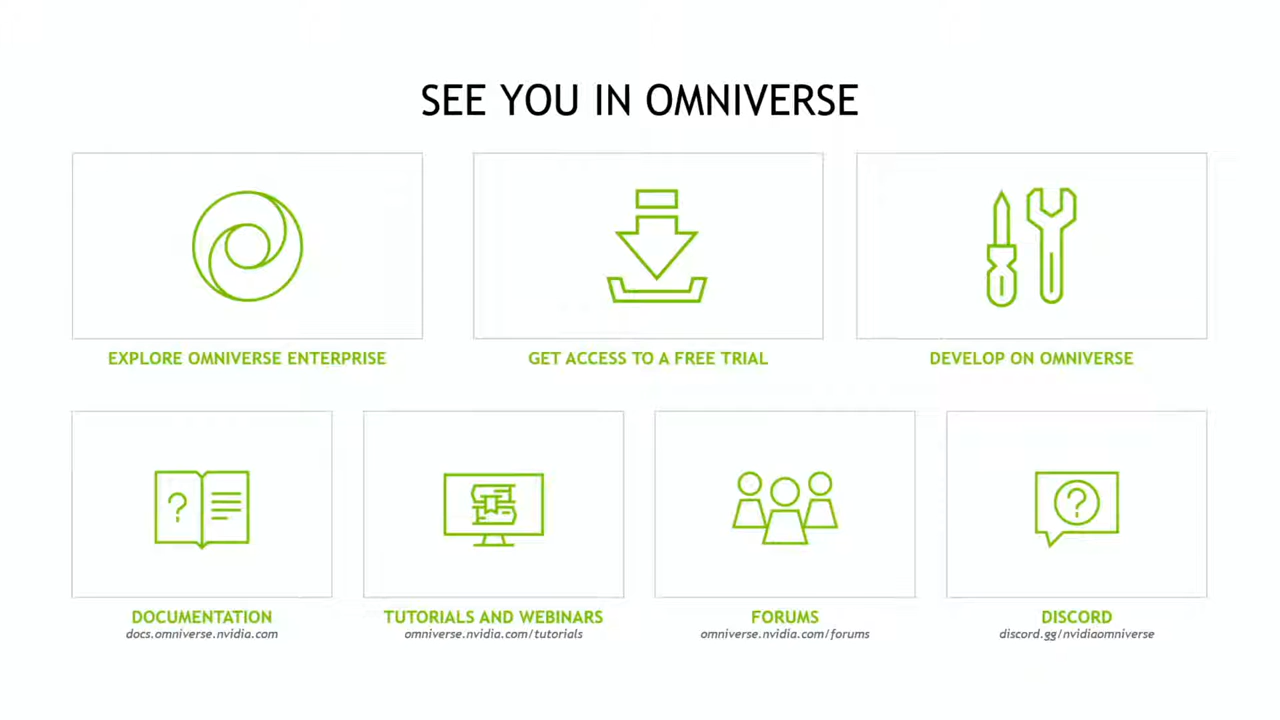 SEE YOU IN OMNIVERSE
EXPLORE OMNIVERSE ENTERPRISE
GET ACCESS TO A FREE TRIAL
DEVELOP ON OMNIVERSE
?
?
DOCUMENTATION
docs.omniverse.nvidia.com
TUTORIALS AND WEBINARS
omniverse.nvidia.com/tutorials
FORUMS
omniverse.nvidia.com/forums
DISCORD
discord.gg/nvidiaomniverse